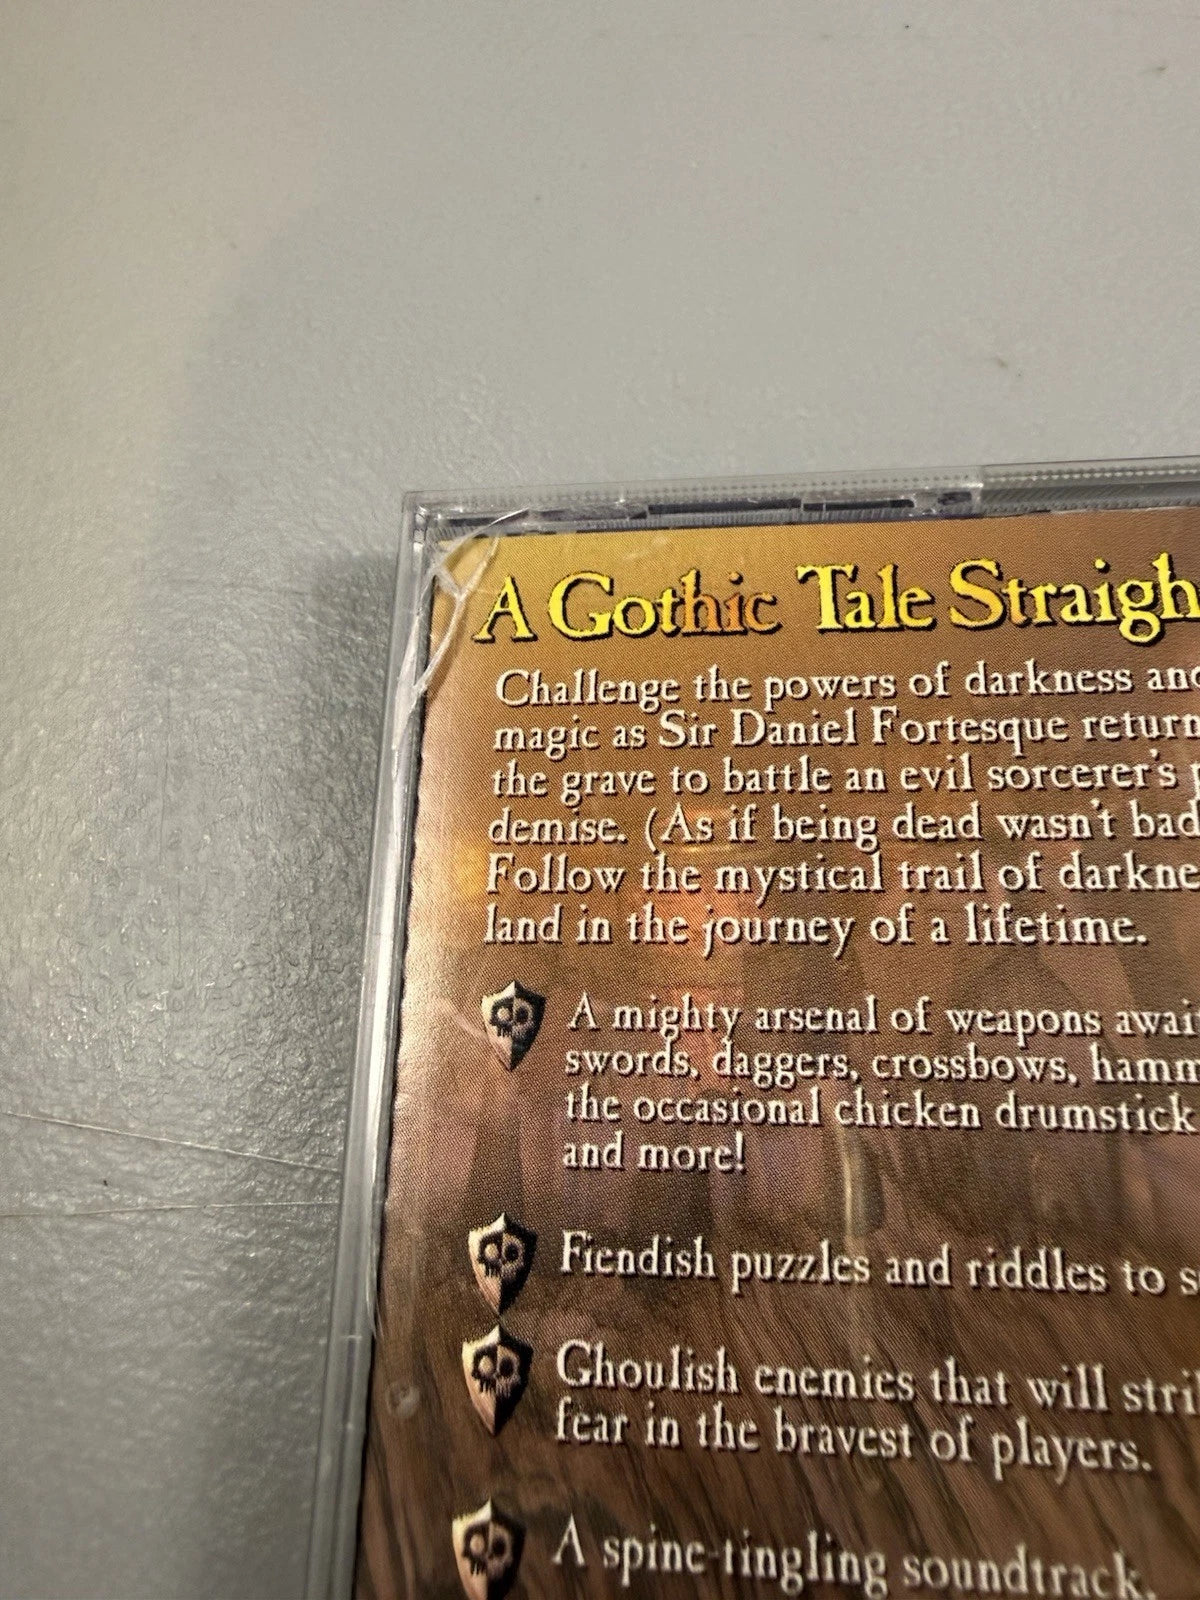 A Gothic Tale Straigh
Challenge the powers of darkness and
magic as Sir Daniel Fortesque return
the grave to battle an evil sorcerer's
demise. (As if being dead wasn't bad
Follow the mystical trail of darkne
land in the journey of a lifetime.
A mighty arsenal of weapons awai
swords, daggers, crossbows, hamm
the occasional chicken drumstick
and more!
Fiendish puzzles and riddles to s
Ghoulish enemies that will stri
fear in the bravest of players.
A spine-tingling soundtrack.